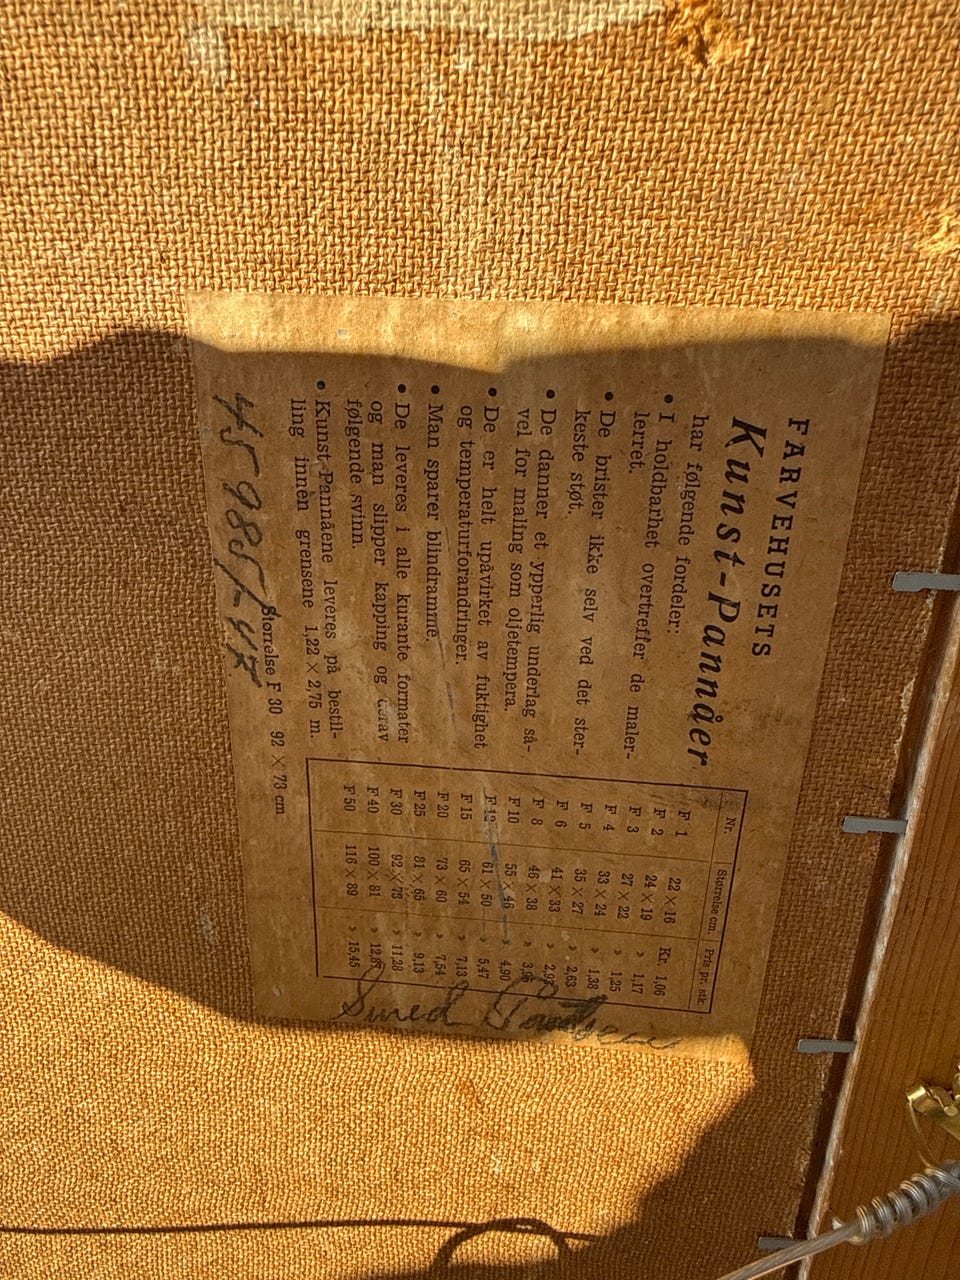 FARVEHUSETS
Kunst-Pannåer
har følgende fordeler:
• I holdbarhet overtreffer de maler-
lerret.
• De brister ikke selv ved det ster-
keste støt.
• De danner et ypperlig underlag så-
vel for maling som oljetempera.
• De er helt upåvirket av fuktighet
og temperaturforandringer.
• Man sparer blindramme.
• De leveres i alle kurante formater
og man slipper kapping og derav
følgende svinn.
• Kunst-Pannåene leveres på bestil-
ling innen grensene 1,22 × 2,75 m.
Størrelse F 30 92 × 73 cm
Nr. Størrelse cm. Pris pr. stk
F 1 22 × 16 Kr. 1,06
F 2 24 × 19 » 1,17
F 3 27 × 22 » 1,25
F 4 33 × 24 » 1,38
F 5 35 × 27 » 2,63
F 6 41 × 33 »
F 8 46 × 38 »
F 10 55 × 46 » 4,90
F 12 61 × 50 » 5,47
F 15 65 × 54 » 7,13
F 20 73 × 60 » 7,54
F 25 81 × 65 » 9,13
F 30 92 × 73 » 11,28
F 40 100 × 81 » 12,87
F 50 116 × 89 » 15,45